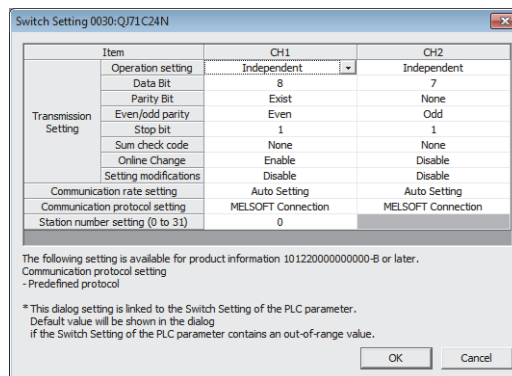 Switch Setting 0030:QJ71C24N
Item CH1 CH2
Operation setting Independent Independent
Data Bit 8 7
Parity Bit Exist None
Transmission Setting Even/odd parity Even Odd
Stop bit 1 1
Sum check code None None
Online Change Enable Disable
Setting modifications Disable Disable
Communication rate setting Auto Setting Auto Setting
Communication protocol setting MELSOFT Connection MELSOFT Connection
Station number setting (0 to 31) 0
The following setting is available for product information 101220000000000-B or later.
Communication protocol setting
- Predefined protocol
* This dialog setting is linked to the Switch Setting of the PLC parameter.
Default value will be shown in the dialog
if the Switch Setting of the PLC parameter contains an out-of-range value.
OK Cancel